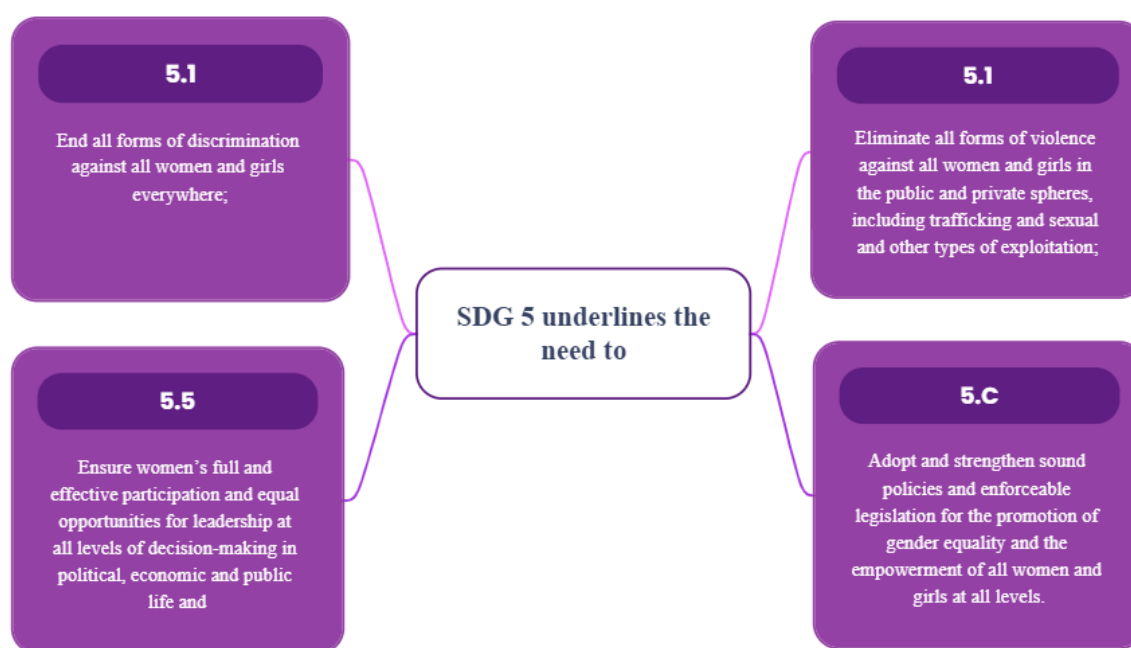 5.1
End all forms of discrimination
against all women and girls
everywhere;
5.1
Eliminate all forms of violence
against all women and girls in
the public and private spheres,
including trafficking and sexual
and other types of exploitation;
SDG 5 underlines the
need to
5.5
Ensure women’s full and
effective participation and equal
opportunities for leadership at
all levels of decision-making in
political, economic and public
life and
5.C
Adopt and strengthen sound
policies and enforceable
legislation for the promotion of
gender equality and the
empowerment of all women and
girls at all levels.